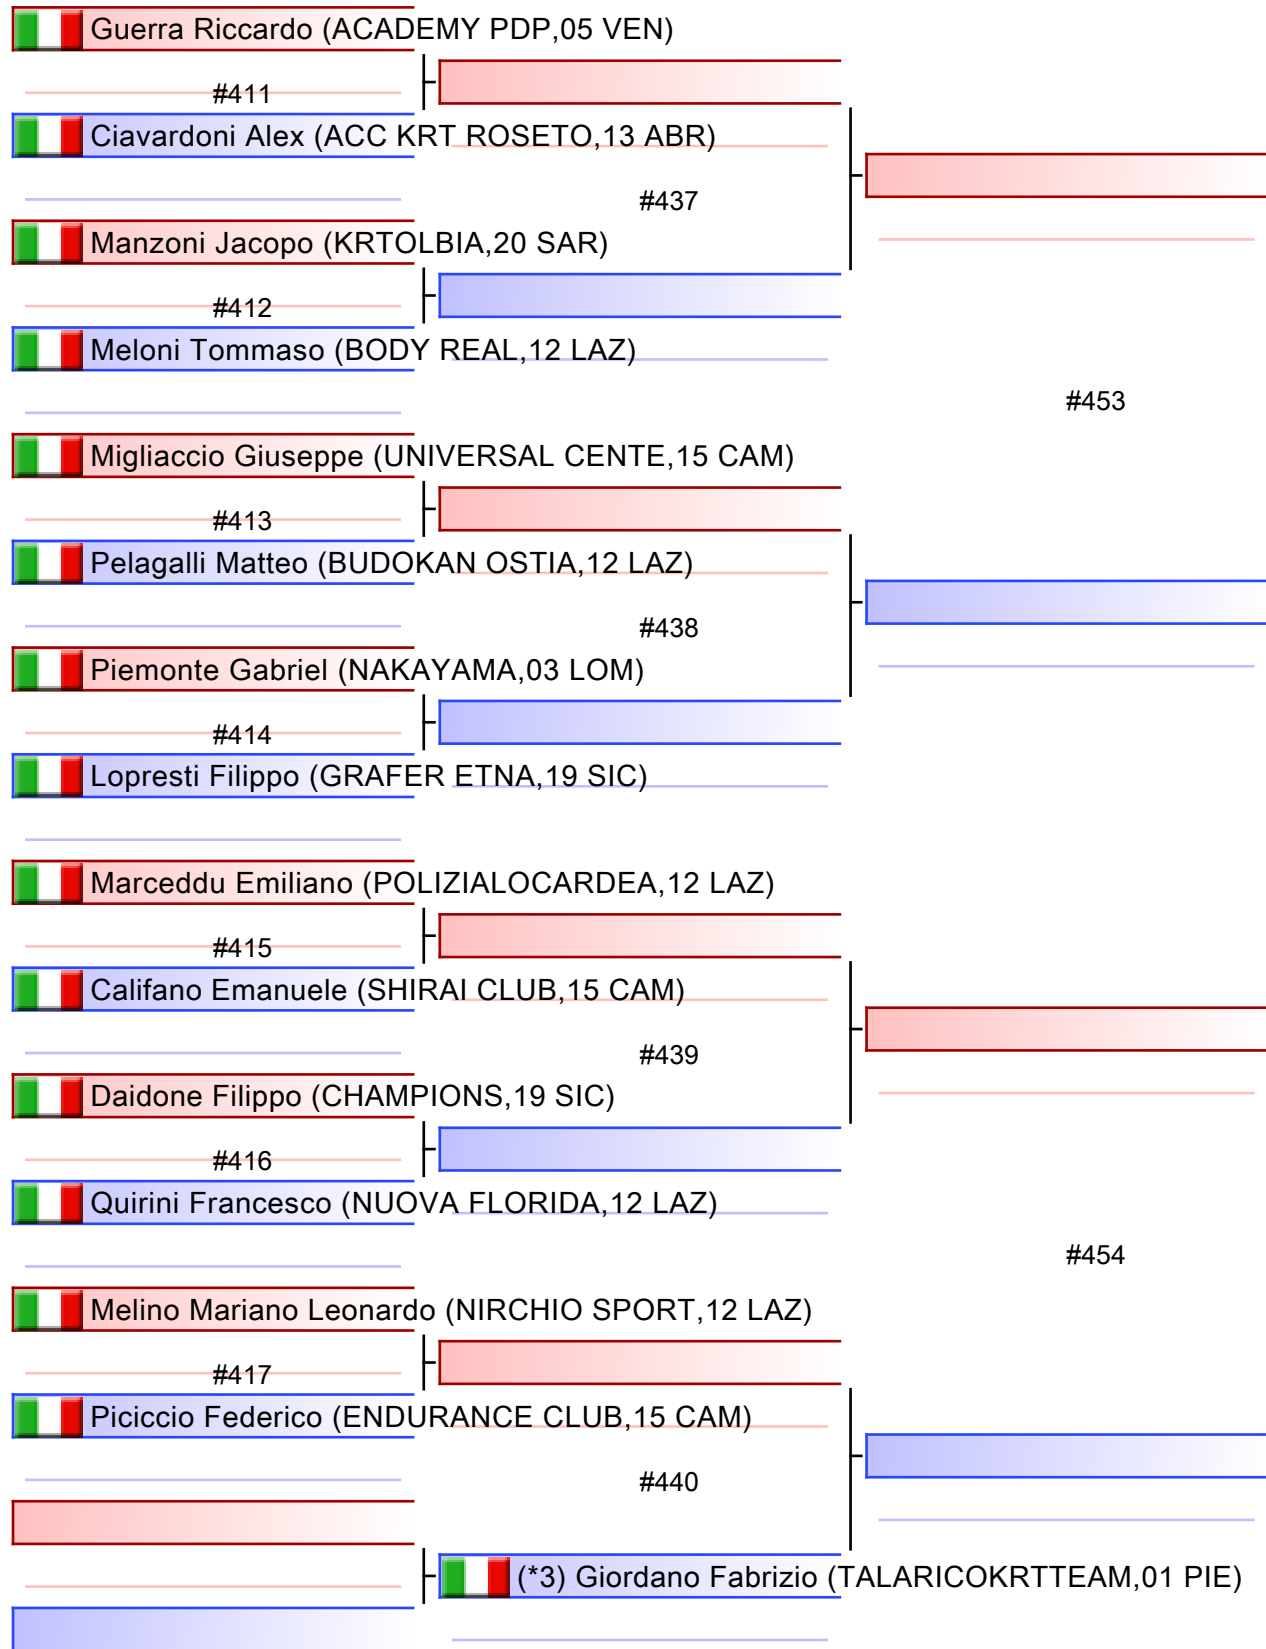 Guerra Riccardo (ACADEMY PDP,05 VEN)
#411
Ciavardoni Alex (ACC KRT ROSETO,13 ABR)
#437
Manzoni Jacopo (KRTOLBIA,20 SAR)
#412
Meloni Tommaso (BODY REAL,12 LAZ)
#453
Migliaccio Giuseppe (UNIVERSAL CENTE,15 CAM)
#413
Pelagalli Matteo (BUDOKAN OSTIA,12 LAZ)
#438
Piemonte Gabriel (NAKAYAMA,03 LOM)
#414
Lopresti Filippo (GRAFER ETNA,19 SIC)
Marceddu Emiliano (POLIZIALOCARDEA,12 LAZ)
#415
Califano Emanuele (SHIRAI CLUB,15 CAM)
#439
Daidone Filippo (CHAMPIONS,19 SIC)
#416
Quirini Francesco (NUOVA FLORIDA,12 LAZ)
#454
Melino Mariano Leonardo (NIRCHIO SPORT,12 LAZ)
#417
Piciccio Federico (ENDURANCE CLUB,15 CAM)
#440
(*3) Giordano Fabrizio (TALARICOKRTTEAM,01 PIE)